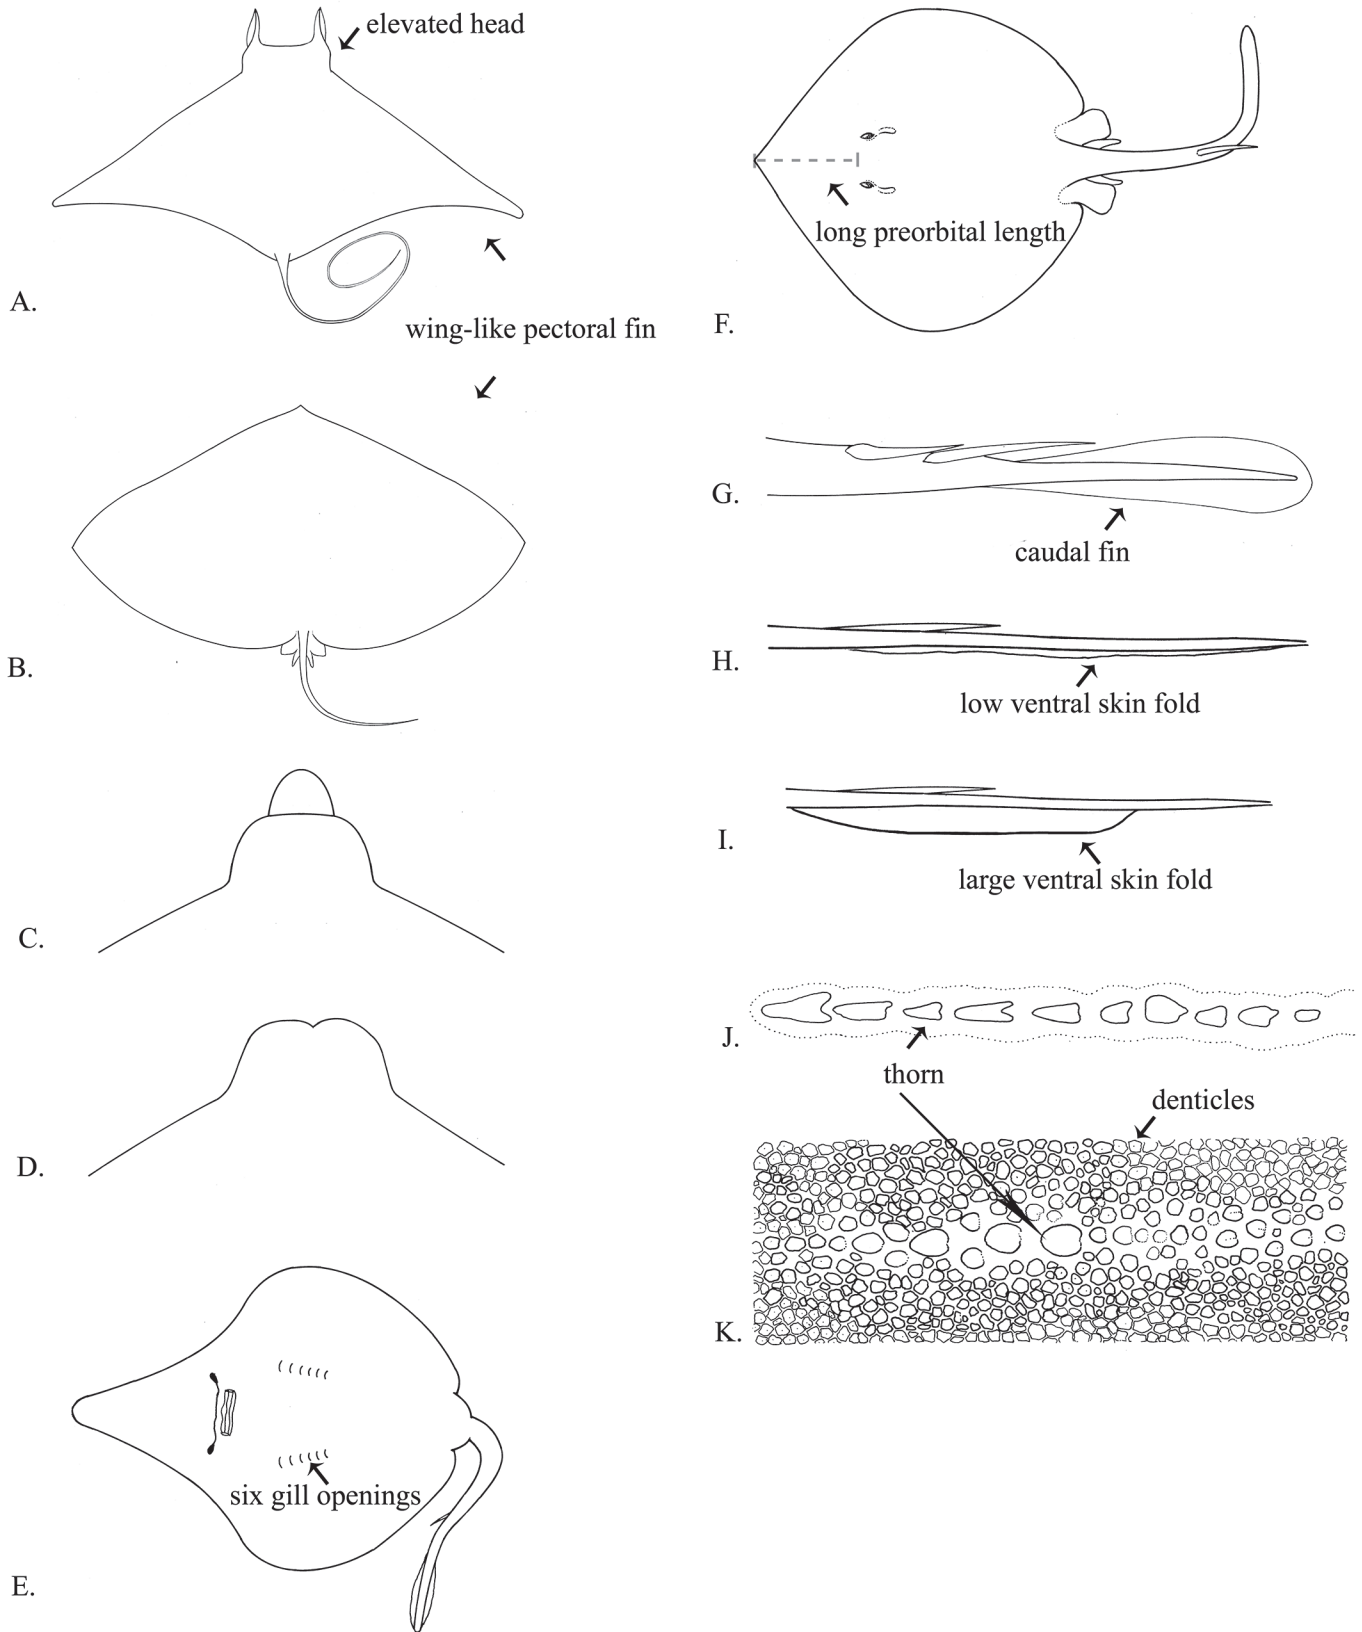 elevated head
A.
wing-like pectoral fin
B.
C.
D.
six gill openings
E.
long preorbital length
F.
G.
caudal fin
H.
low ventral skin fold
I.
large ventral skin fold
J.
thorn
denticles
K.